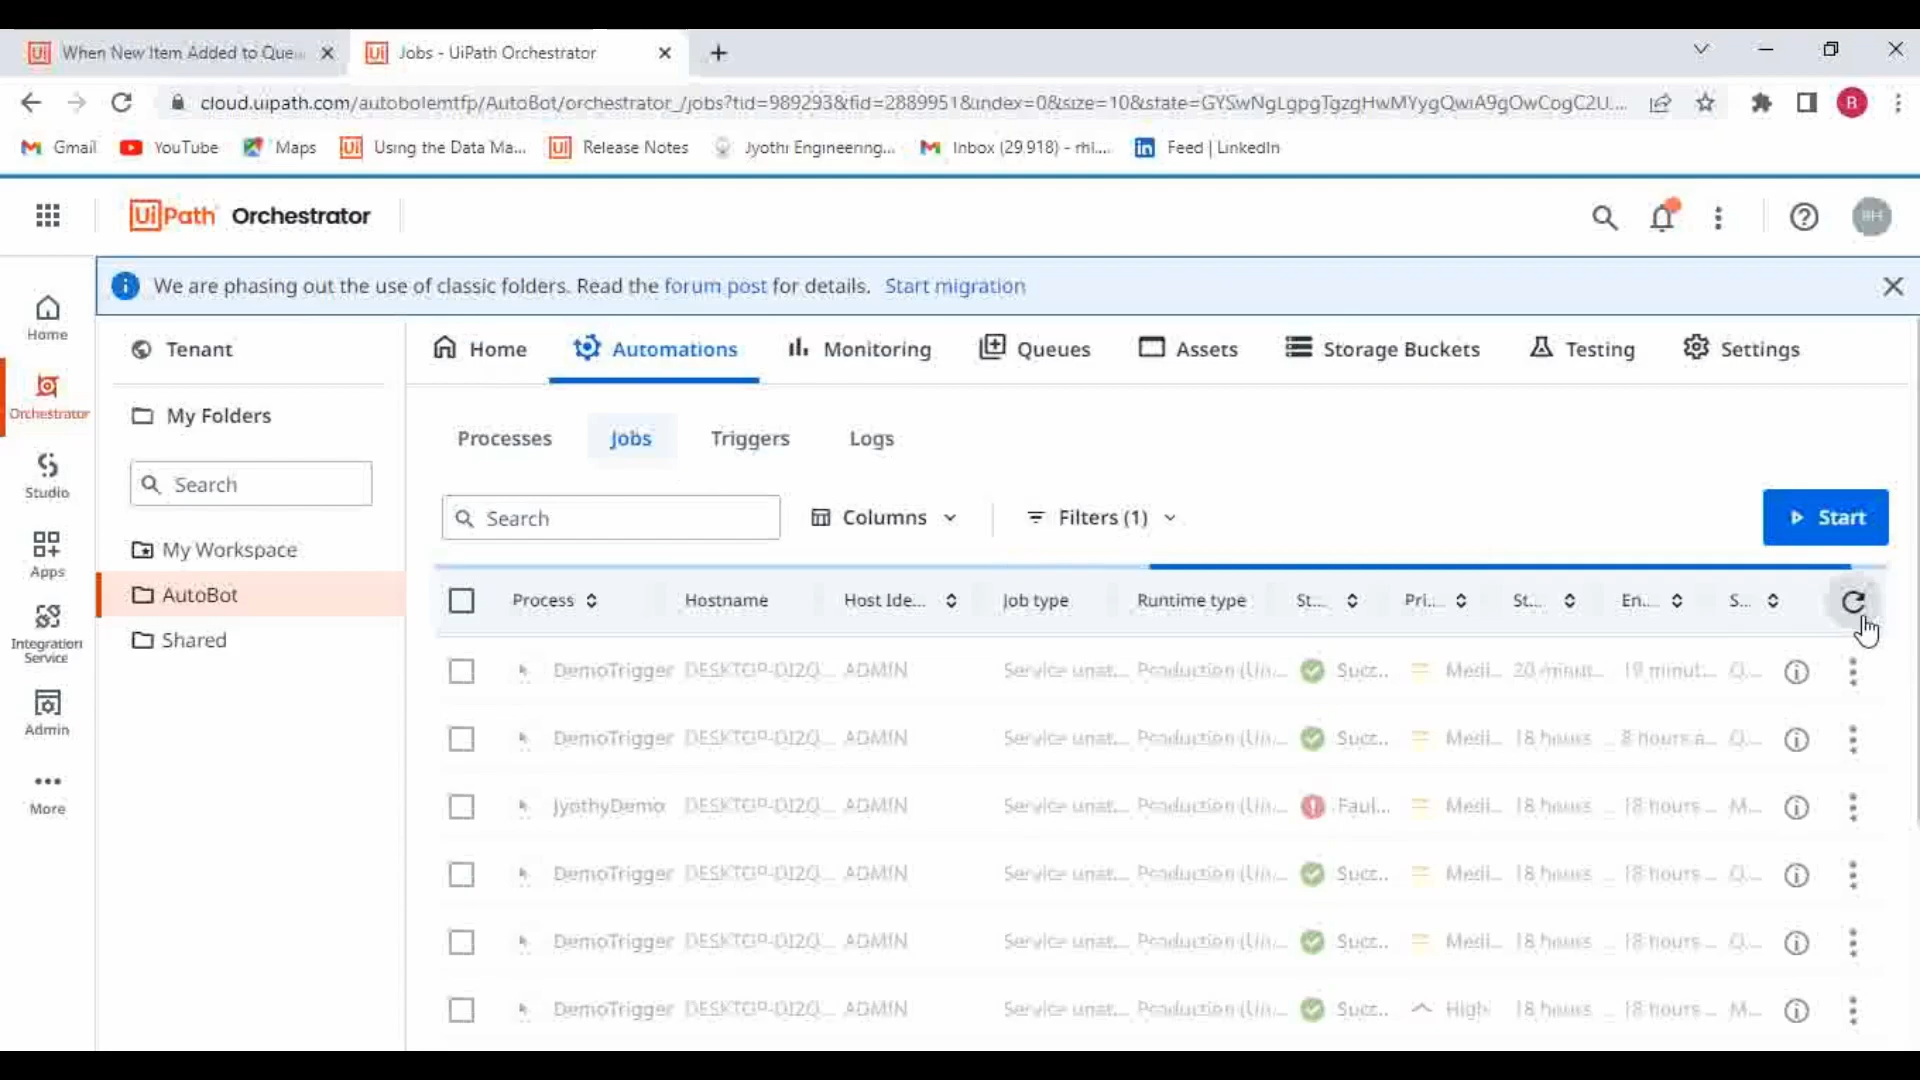 When New Item Added to Que...
Jobs - UiPath Orchestrator
cloud.uipath.com/autobolemtfp/AutoBot/orchestrator_/jobs?tid=989293&fid=2889951&index=0&size=10&state=GYSwNgLgpgTgzgHwMYygQwiA9gOwCogC2U...
R
Gmail YouTube Maps Using the Data Ma... Release Notes Jyothi Engineering... Inbox (29 918) - rhi.... Feed | LinkedIn
UiPath Orchestrator
We are phasing out the use of classic folders. Read the forum post for details. Start migration
Home
Orchestrator
Studio
Apps
Integration
Service
Admin
More
Tenant
My Folders
Search
My Workspace
AutoBot
Shared
Home Automations Monitoring Queues Assets Storage Buckets Testing Settings
Processes Jobs Triggers Logs
Search Columns Filters (1) Start
Process Hostname Host Ide... Job type Runtime type St... Pri... St... En... S...
DemoTrigger DESKTOP-DI2Q... ADMIN Service unat... Production (Un... Succ... Medi... 20 minut... 19 minut... Q...
DemoTrigger DESKTOP-DI2Q... ADMIN Service unat... Production (Un... Succ... Medi... 18 hours ... 8 hours a... Q...
JyothyDemo DESKTOP-DI2Q... ADMIN Service unat... Production (Un... Faul... Medi... 18 hours ... 18 hours ... M...
DemoTrigger DESKTOP-DI2Q... ADMIN Service unat... Production (Un... Succ... Medi... 18 hours ... 18 hours ... Q...
DemoTrigger DESKTOP-DI2Q... ADMIN Service unat... Production (Un... Succ... Medi... 18 hours ... 18 hours ... Q...
DemoTrigger DESKTOP-DI2Q... ADMIN Service unat... Production (Un... Succ... High 18 hours ... 18 hours ... M...